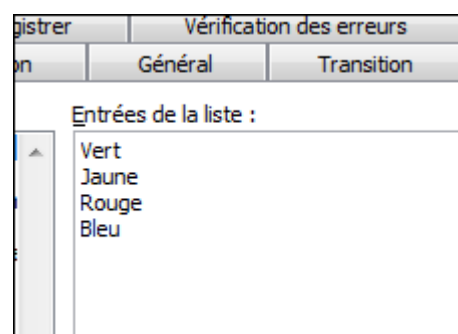 Vérification des erreurs
Général
Transition
Entrées de la liste :
Vert
Jaune
Rouge
Bleu